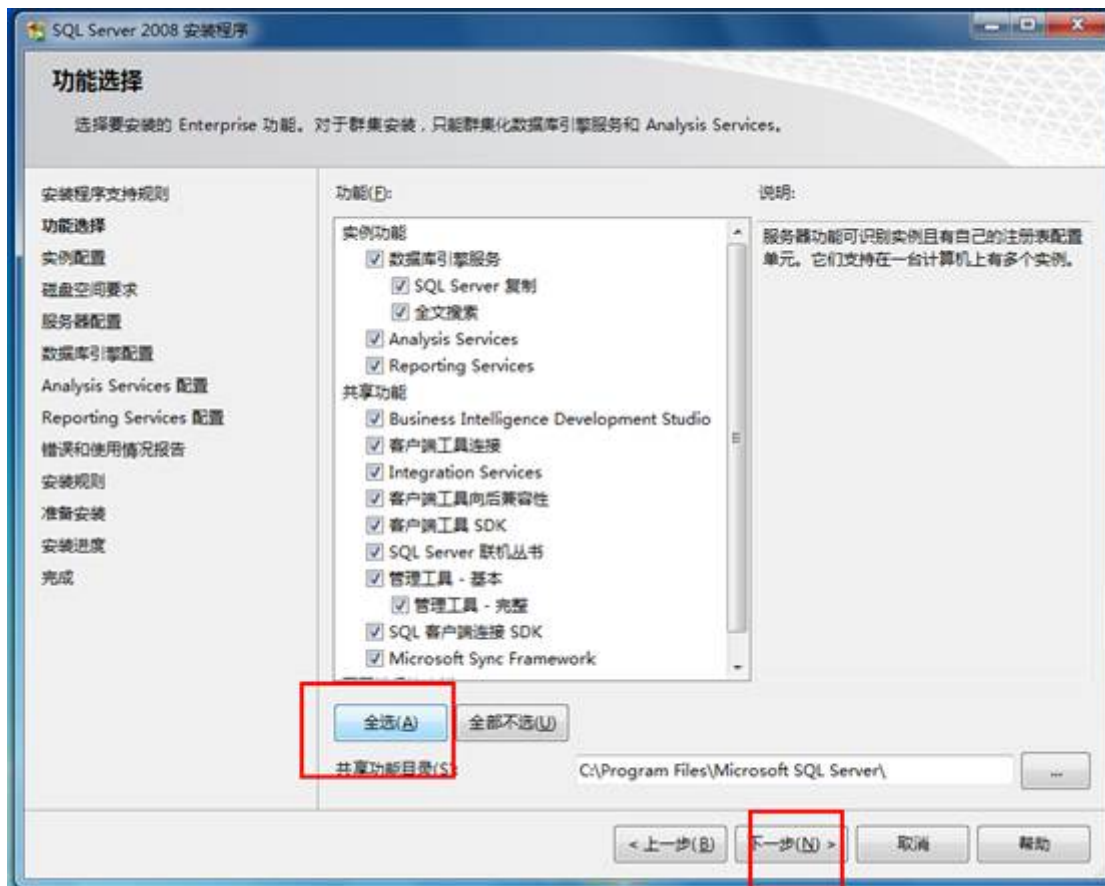 SQL Server 2008 安装程序
功能选择
选择要安装的 Enterprise 功能。对于群集安装，只能群集化数据库引擎服务和 Analysis Services。
安装程序支持规则
功能选择
实例配置
磁盘空间要求
服务器配置
数据库引擎配置
Analysis Services 配置
Reporting Services 配置
错误和使用情况报告
安装规则
准备安装
安装进度
完成
功能(F):
实例功能
数据库引擎服务
SQL Server 复制
全文搜索
Analysis Services
Reporting Services
共享功能
Business Intelligence Development Studio
客户端工具连接
Integration Services
客户端工具向后兼容性
客户端工具 SDK
SQL Server 联机丛书
管理工具 - 基本
管理工具 - 完整
SQL 客户端连接 SDK
Microsoft Sync Framework
说明:
服务器功能可识别实例且有自己的注册表配置
单元。它们支持在一台计算机上有多个实例。
全选(A) 全部不选(U)
共享功能目录(S): C:\Program Files\Microsoft SQL Server\ ...
< 上一步(B) 下一步(N) > 取消 帮助